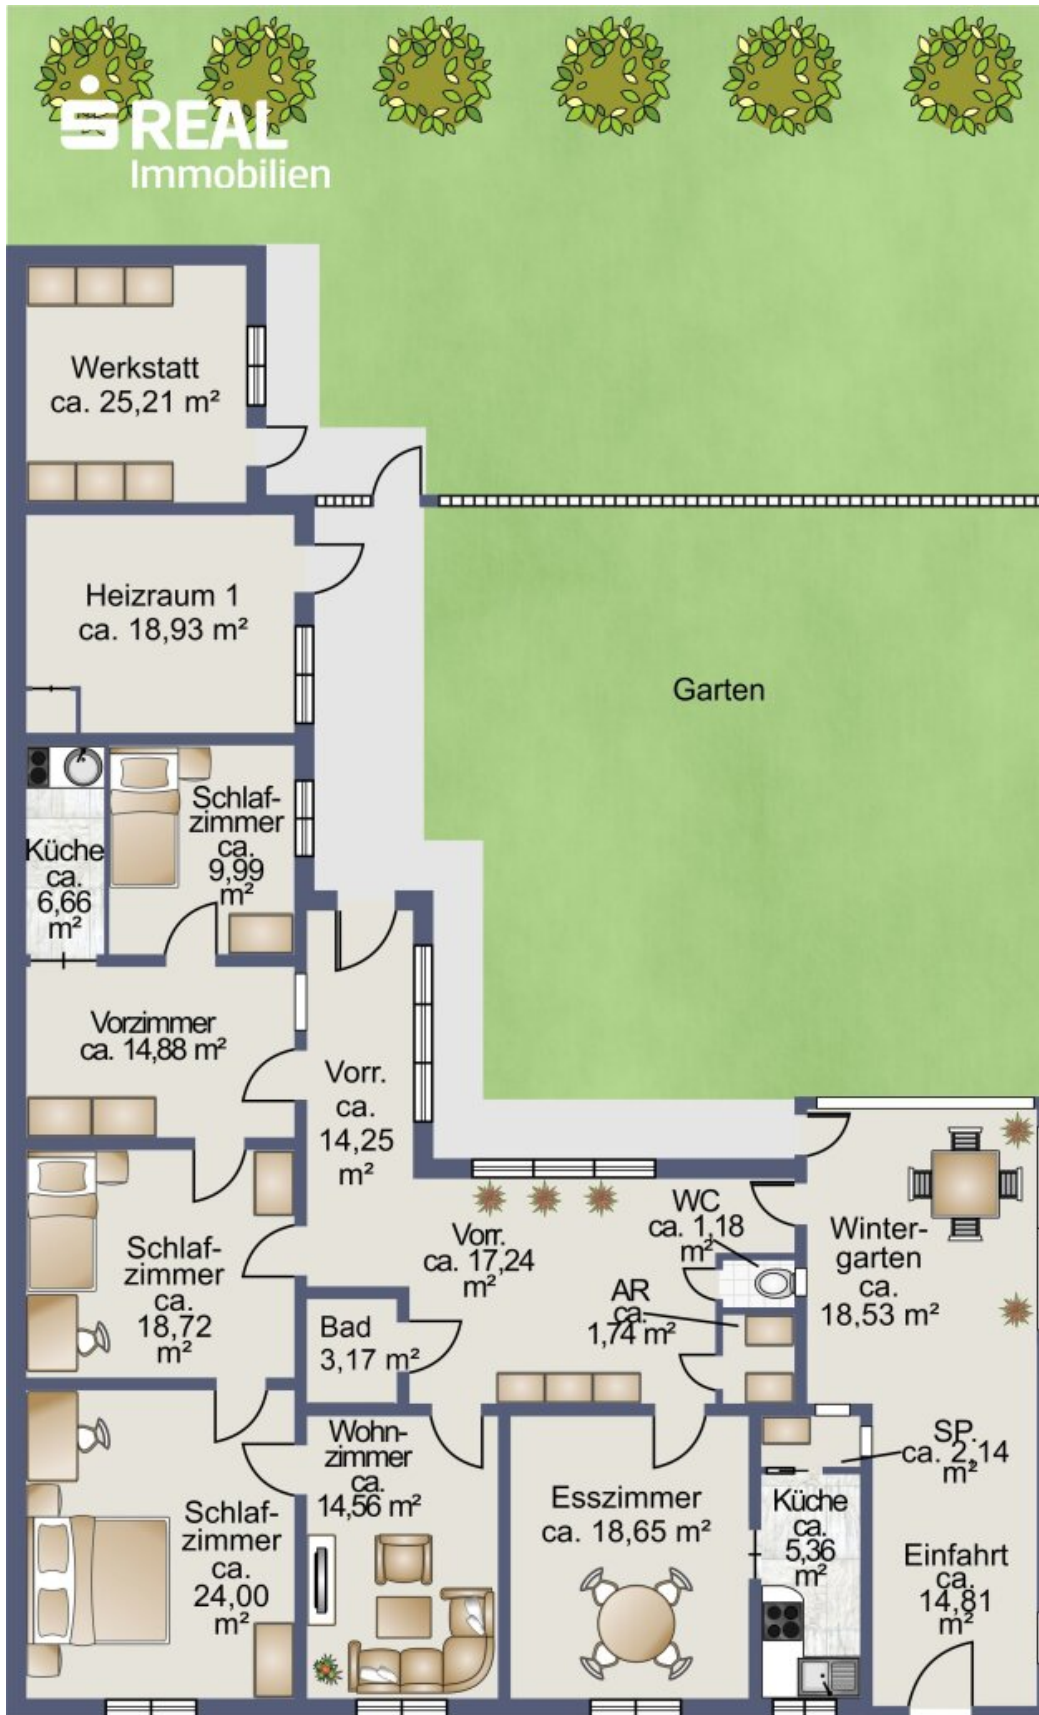 S REAL
Immobilien
Werkstatt
ca. 25,21 m²
Heizraum 1
ca. 18,93 m²
Garten
Schlaf-
zimmer
ca.
9,99
m²
Küche
ca.
6,66
m²
Vorzimmer
ca. 14,88 m²
Vorr.
ca.
14,25
m²
WC
ca. 1,18
m²
Vorr.
ca. 17,24
m²
Winter-
garten
ca.
18,53 m²
Schlaf-
zimmer
ca.
18,72
m²
AR
ca.
1,74 m²
Bad
3,17 m²
Wohn-
zimmer
ca.
14,56 m²
SP.
ca. 2,14
m²
Esszimmer
ca. 18,65 m²
Küche
ca.
5,36
m²
Schlaf-
zimmer
ca.
24,00
m²
Einfahrt
ca.
14,81
m²